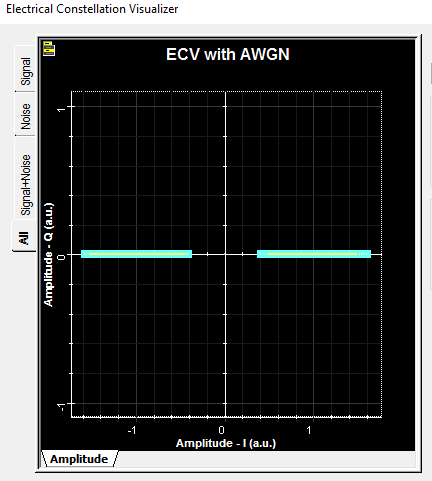 Electrical Constellation Visualizer
ECV with AWGN
Signal
Noise
Signal+Noise
All
Amplitude - Q (a.u.)
1
0
-1
-1
0
1
Amplitude - I (a.u.)
Amplitude